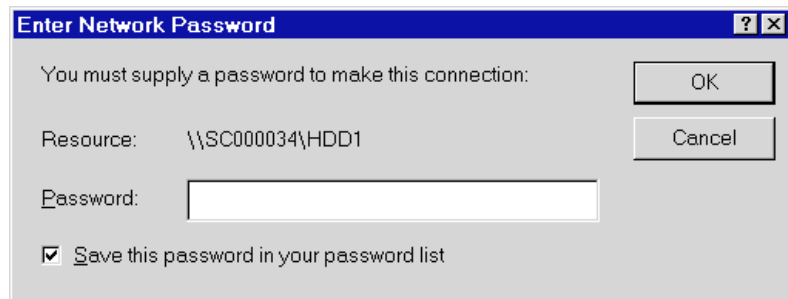 Enter Network Password
You must supply a password to make this connection:
OK
Resource: \\SC000034\HDD1
Cancel
Password:
Save this password in your password list